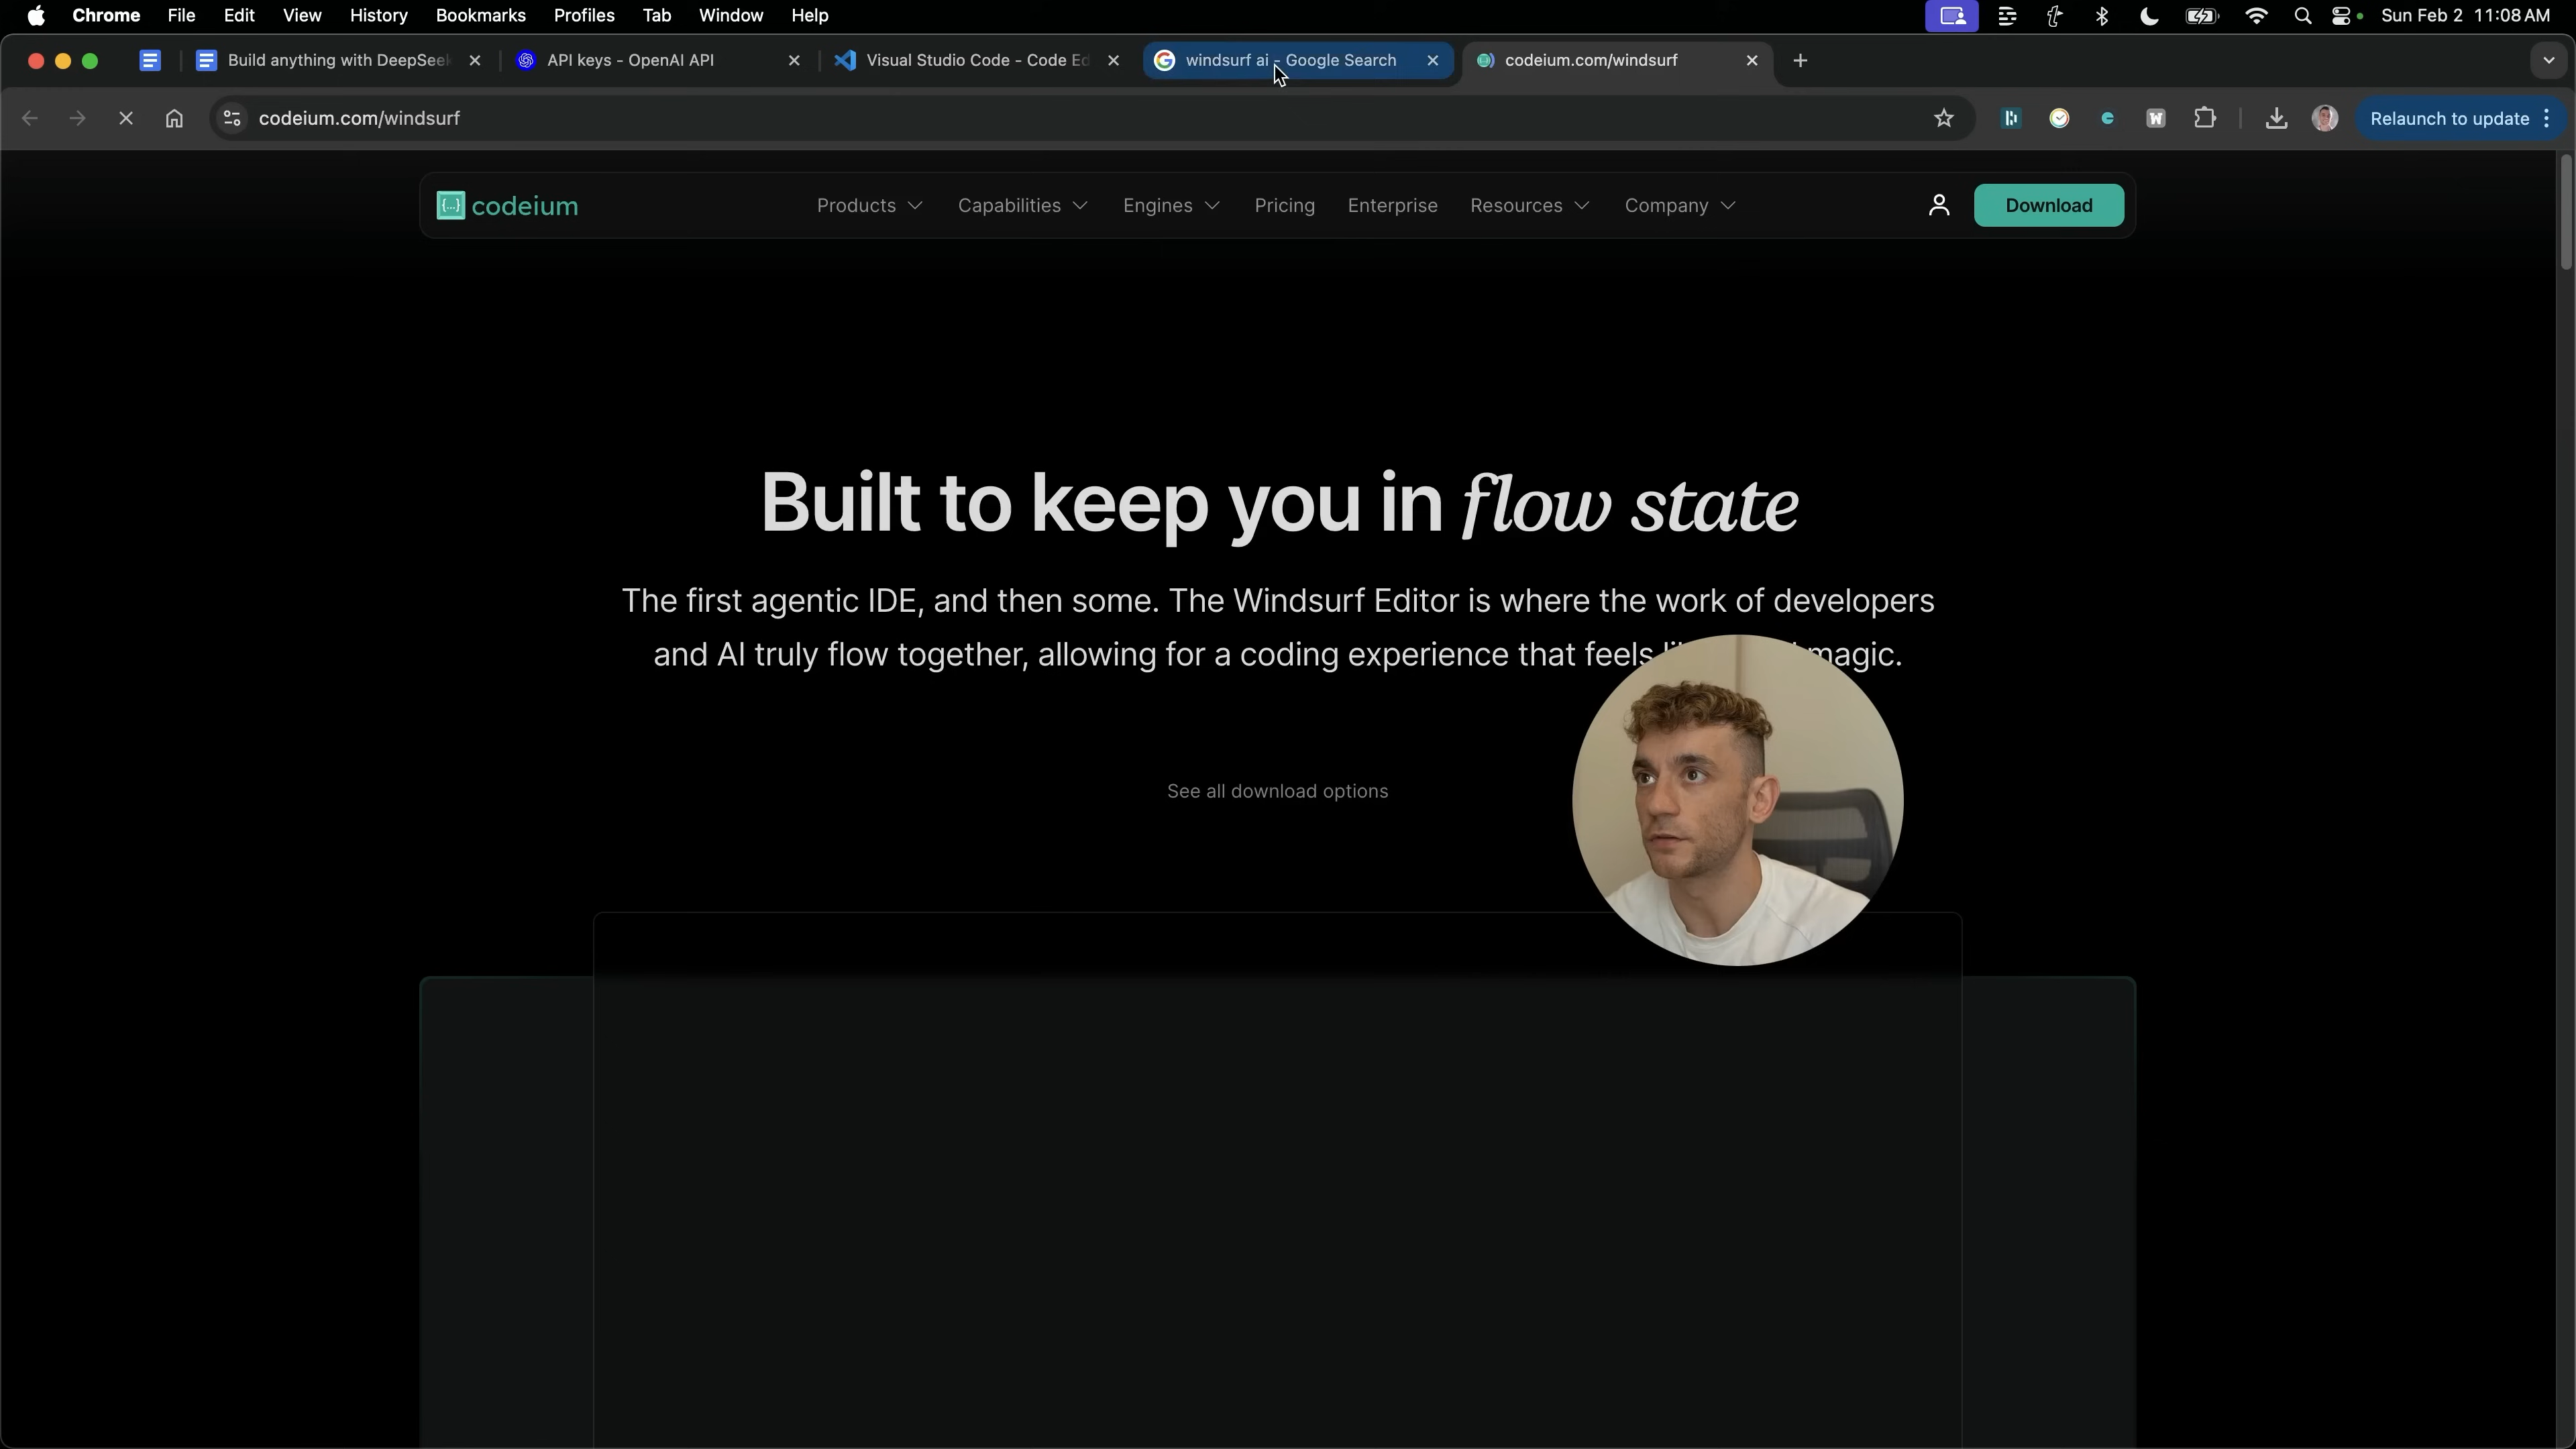 Chrome File Edit View History Bookmarks Profiles Tab Window Help Sun Feb 2 11:08 AM
Build anything with DeepSeek API keys - OpenAI API Visual Studio Code - Code Ed windsurf ai - Google Search codeium.com/windsurf
codeium.com/windsurf Relaunch to update
{...} codeium Products Capabilities Engines Pricing Enterprise Resources Company Download
Built to keep you in flow state
The first agentic IDE, and then some. The Windsurf Editor is where the work of developers
and AI truly flow together, allowing for a coding experience that feels magic.
See all download options